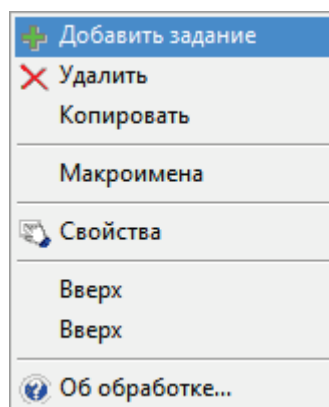 Добавить задание
Удалить
Копировать
Макроимена
Свойства
Вверх
Вверх
Об обработке...